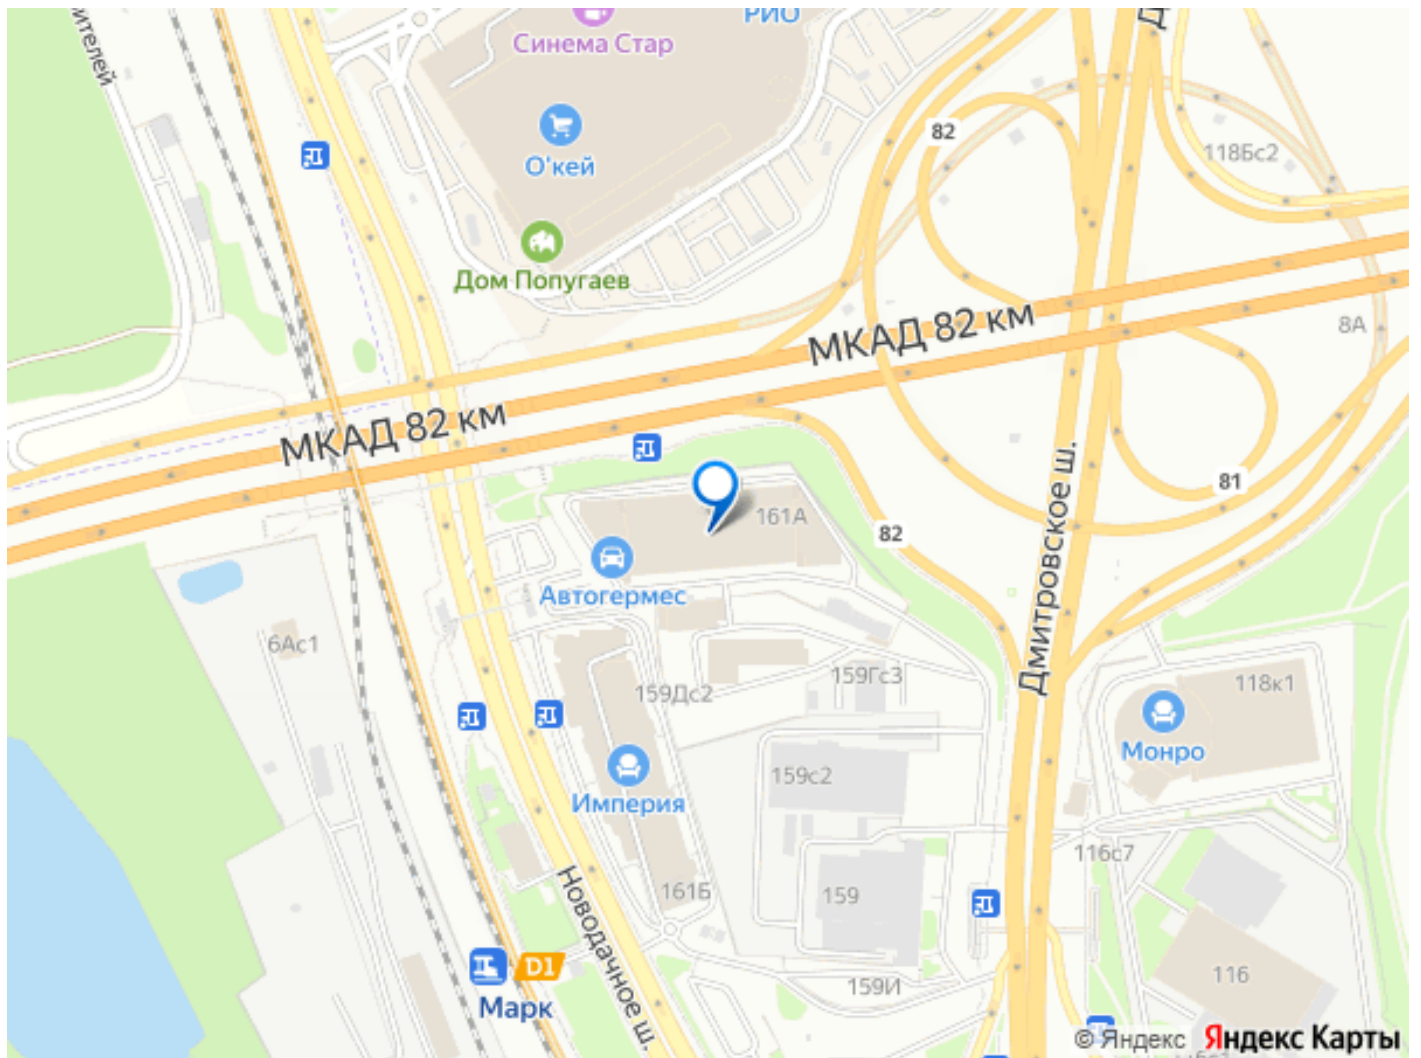 РИО
Синема Стар
О'кей
Дом Попугаев
82
118Бс2
МКАД 82 км
8А
МКАД 82 км
81
161А
82
Автогермес
Дмитровское ш.
6Ас1
159Дс2
159Гс3
118к1
Монро
159с2
Империя
116с7
161Б
159
Новодачное ш.
D1
Марк
159И
116
© Яндекс Яндекс Карты